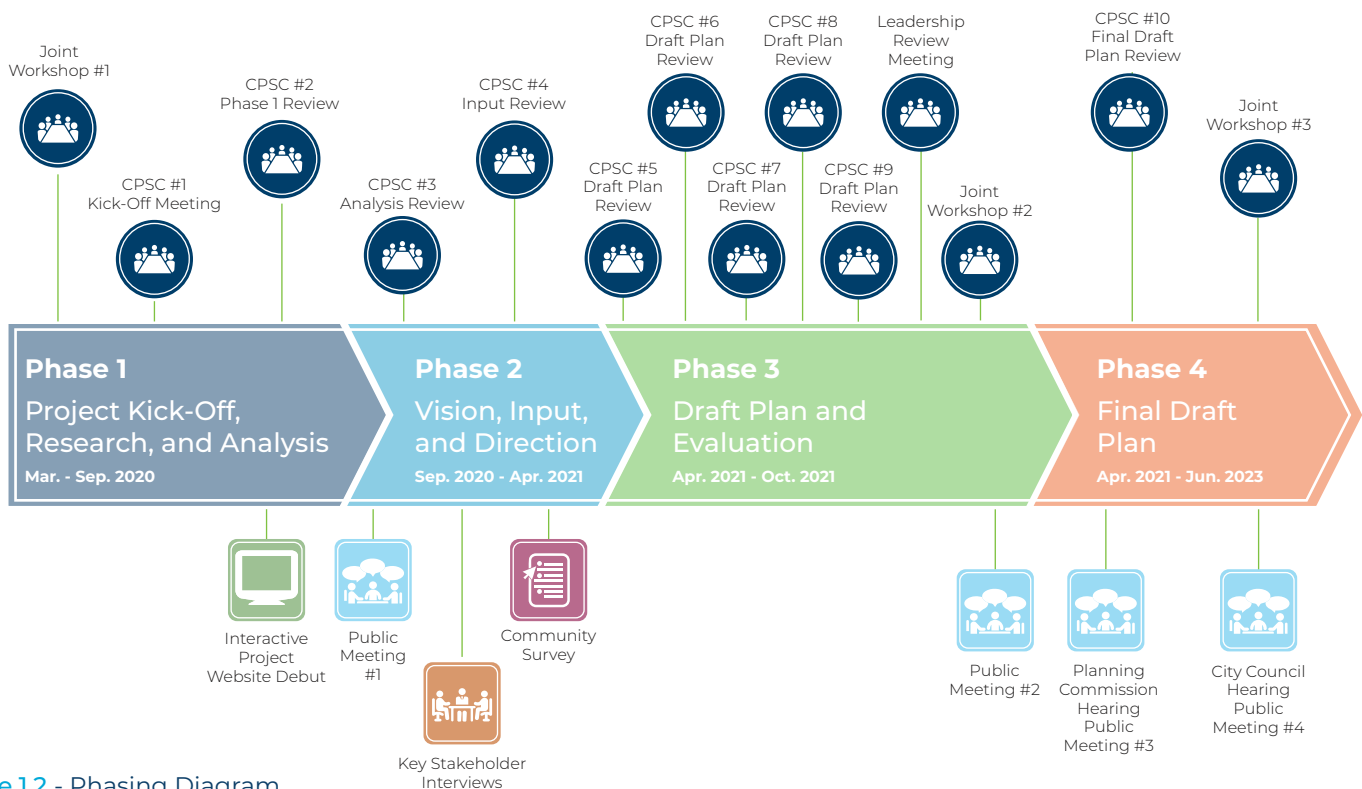 Joint
Workshop #1
CPSC #1
Kick-Off Meeting
CPSC #2
Phase 1 Review
CPSC #3
Analysis Review
CPSC #4
Input Review
CPSC #5
Draft Plan
Review
CPSC #6
Draft Plan
Review
CPSC #7
Draft Plan
Review
CPSC #8
Draft Plan
Review
CPSC #9
Draft Plan
Review
Leadership
Review
Meeting
Joint
Workshop #2
CPSC #10
Final Draft
Plan Review
Joint
Workshop #3
Phase 1
Project Kick-Off,
Research, and Analysis
Mar. - Sep. 2020
Phase 2
Vision, Input,
and Direction
Sep. 2020 - Apr. 2021
Phase 3
Draft Plan and
Evaluation
Apr. 2021 - Oct. 2021
Phase 4
Final Draft
Plan
Apr. 2021 - Jun. 2023
Interactive
Project
Website Debut
Public
Meeting
#1
Key Stakeholder
Interviews
Community
Survey
Public
Meeting #2
Planning
Commission
Hearing
Public
Meeting #3
City Council
Hearing
Public
Meeting #4
e 1.2 - Phasing Diagram